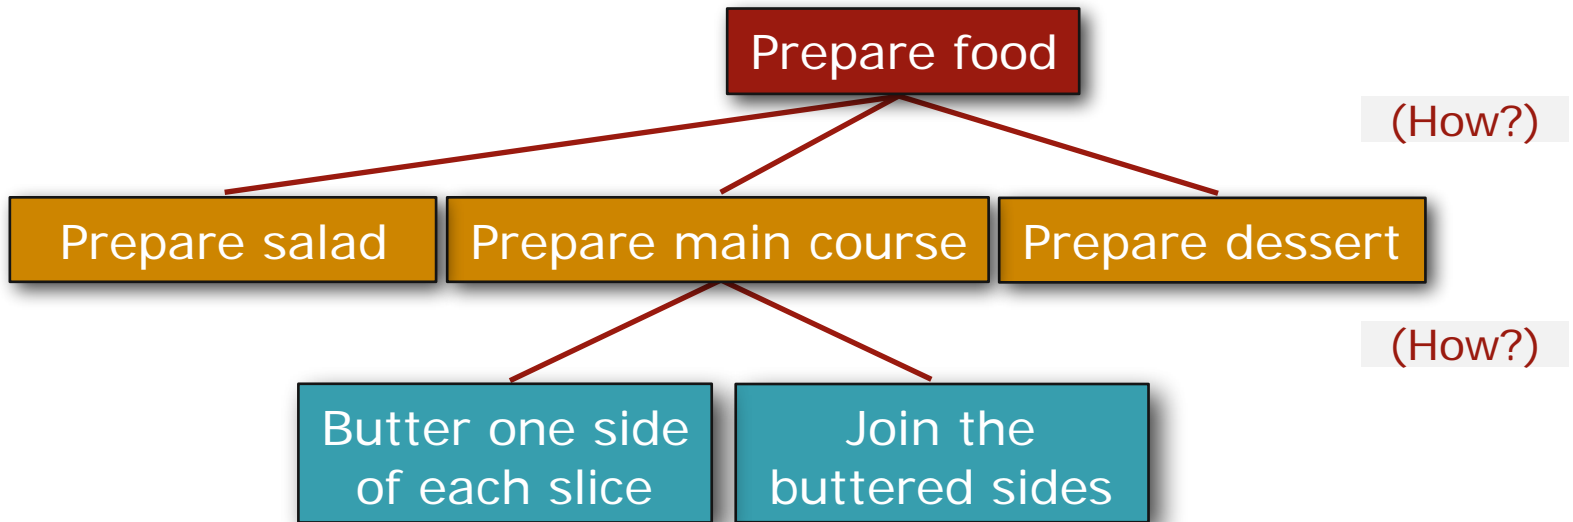 Prepare food
(How?)
Prepare salad
Prepare main course
Prepare dessert
(How?)
Butter one side
of each slice
Join the
buttered sides